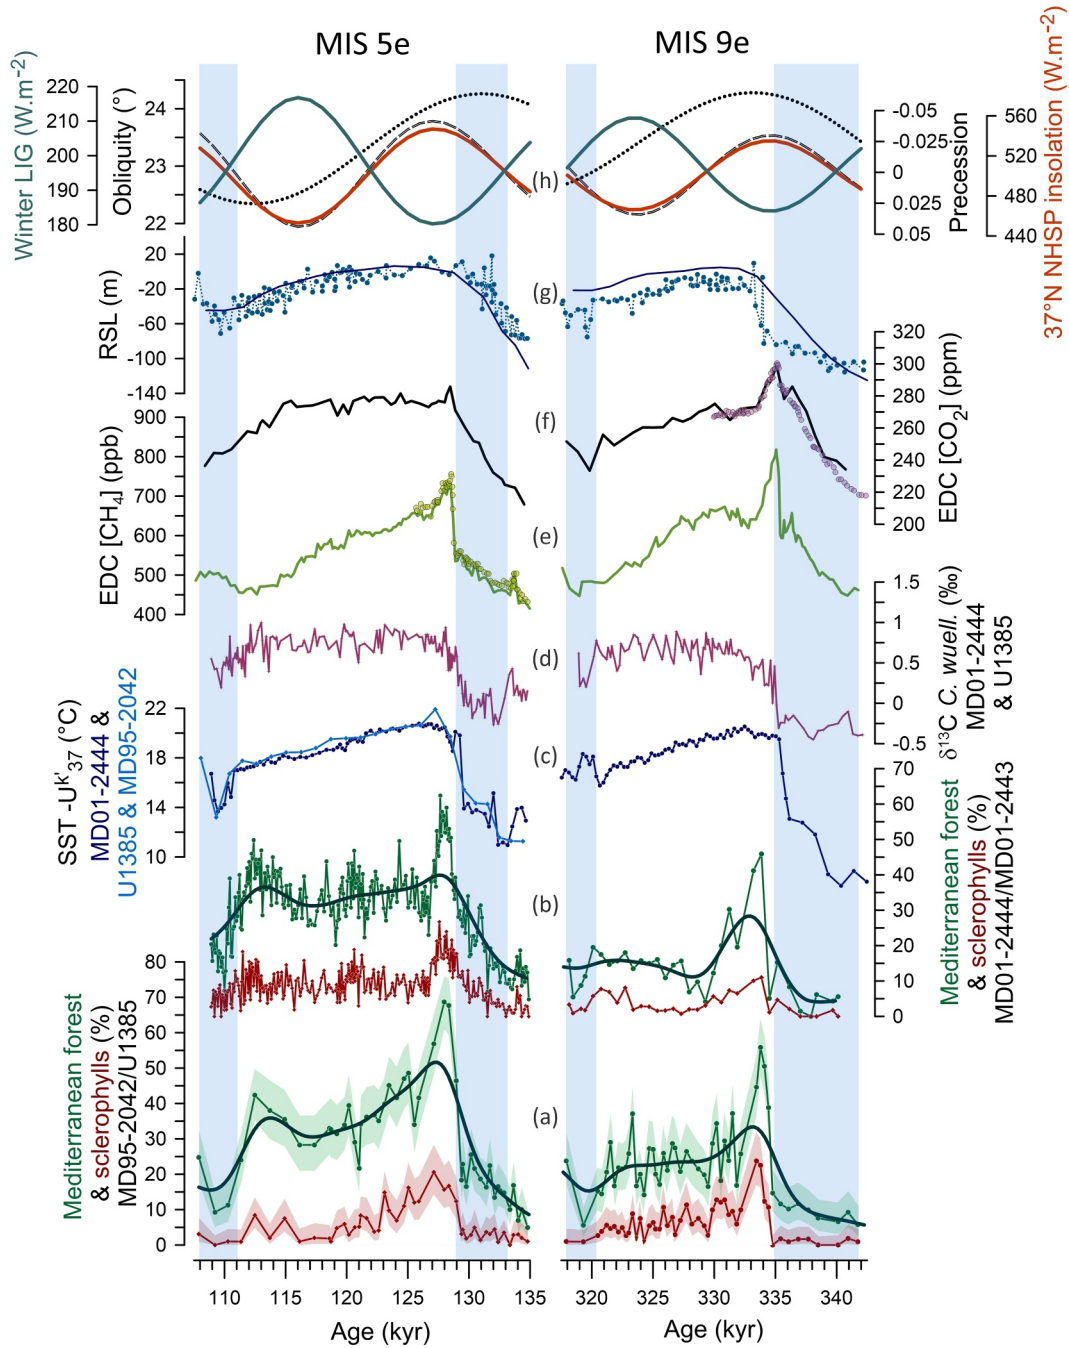 MIS 5e
MIS 9e
Winter LIG (W.m-2)
220
210
200
190
180
Obliquity (°)
24
23
22
(h)
-0.05
-0.025
0
0.025
0.05
Precession
560
520
480
440
37°N NHSP insolation (W.m-2)
RSL (m)
20
-20
-60
-100
-140
(g)
320
300
280
260
240
220
200
EDC [CO2] (ppm)
(f)
EDC [CH4] (ppb)
900
800
700
600
500
400
(e)
1.5
1
0.5
0
-0.5
δ13C C. wuell. (‰)
MD01-2444
& U1385
(d)
SST -Uk'37 (°C)
MD01-2444 &
U1385 & MD95-2042
22
18
14
10
(c)
70
60
50
40
30
20
10
0
Mediterranean forest
& sclerophylls (%)
MD01-2444/MD01-2443
(b)
Mediterranean forest
& sclerophylls (%)
MD95-2042/U1385
80
70
60
50
40
30
20
10
0
(a)
110
115
120
125
130
135
Age (kyr)
320
325
330
335
340
Age (kyr)